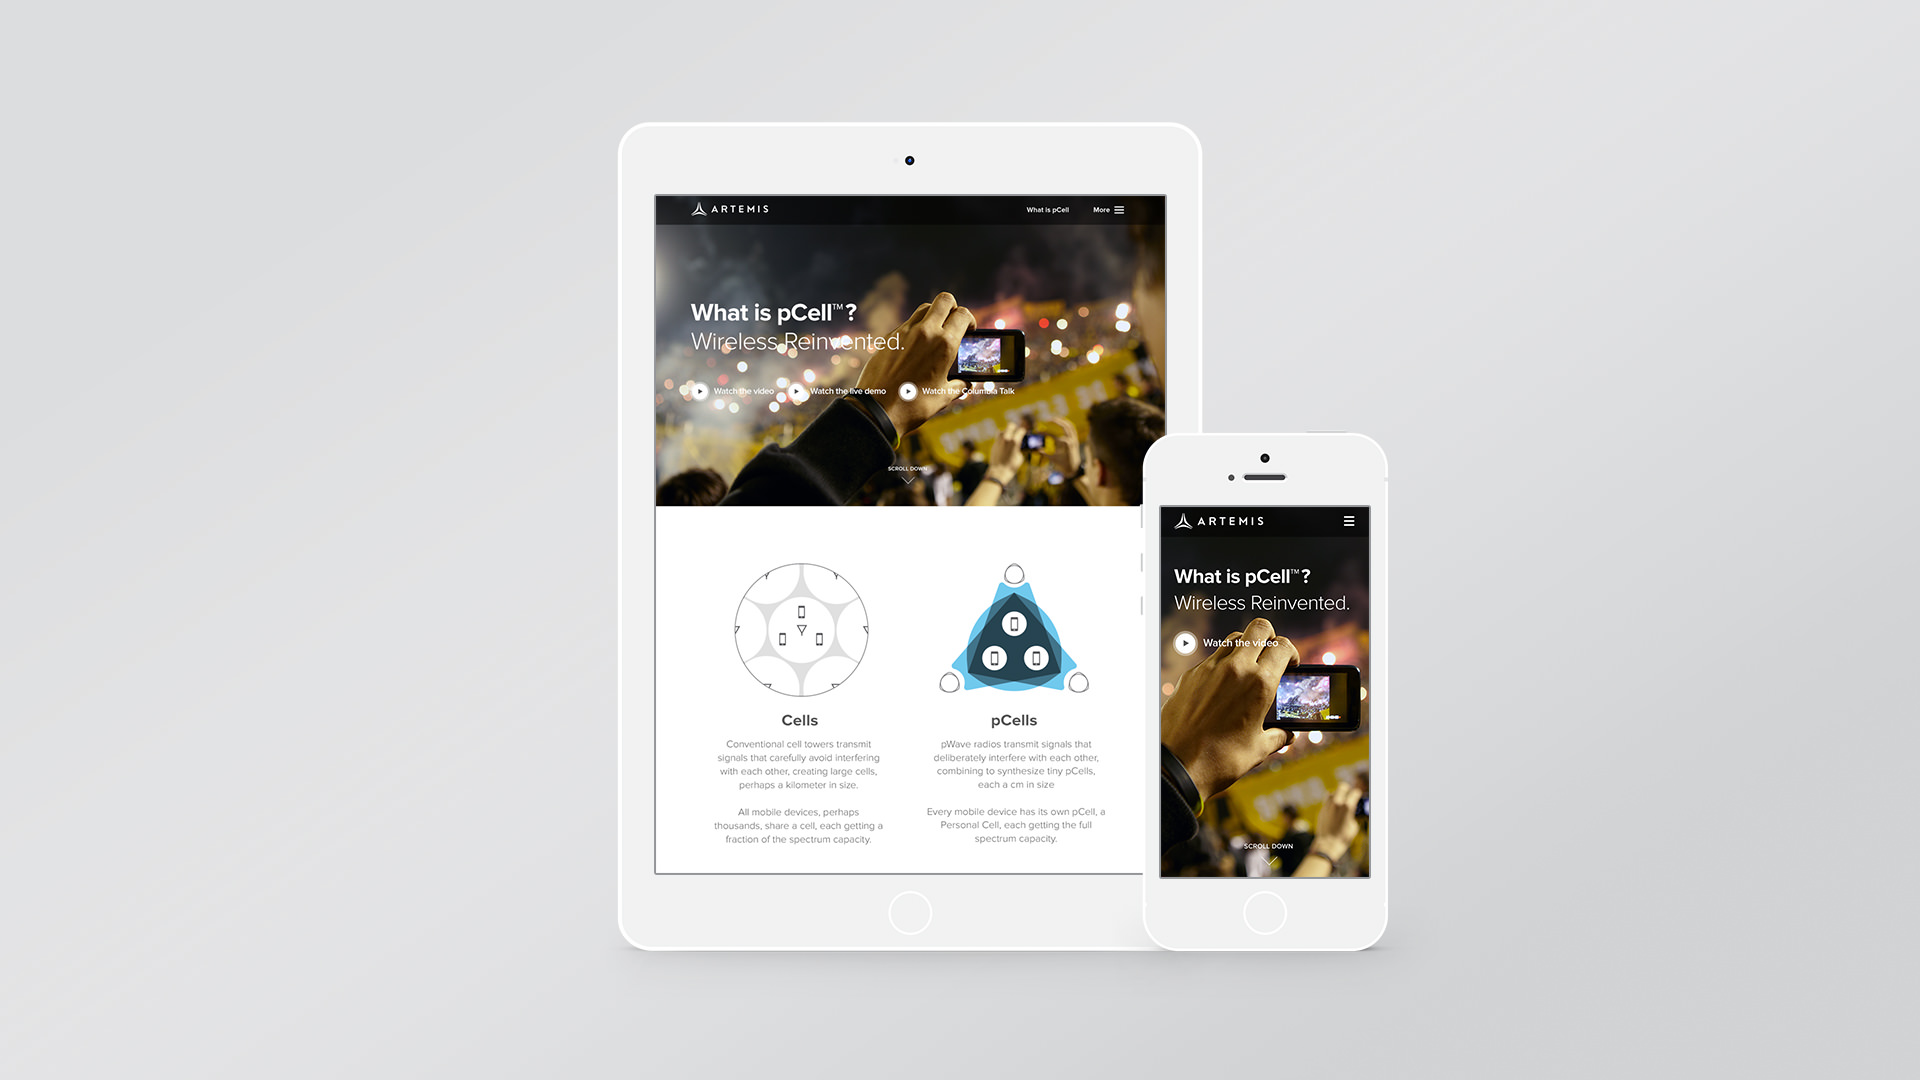 ARTEMIS
What is pCell
More
What is pCell™?
Wireless Reinvented.
Watch the video
Watch the live demo
Watch the Columbia Talk
SCROLL DOWN
Cells
Conventional cell towers transmit
signals that carefully avoid interfering
with each other, creating large cells,
perhaps a kilometer in size.
All mobile devices, perhaps
thousands, share a cell, each getting a
fraction of the spectrum capacity.
pCells
pWave radios transmit signals that
deliberately interfere with each other,
combining to synthesize tiny pCells,
each a cm in size
Every mobile device has its own pCell, a
Personal Cell, each getting the full
spectrum capacity.
ARTEMIS
What is pCell™?
Wireless Reinvented.
Watch the video
SCROLL DOWN